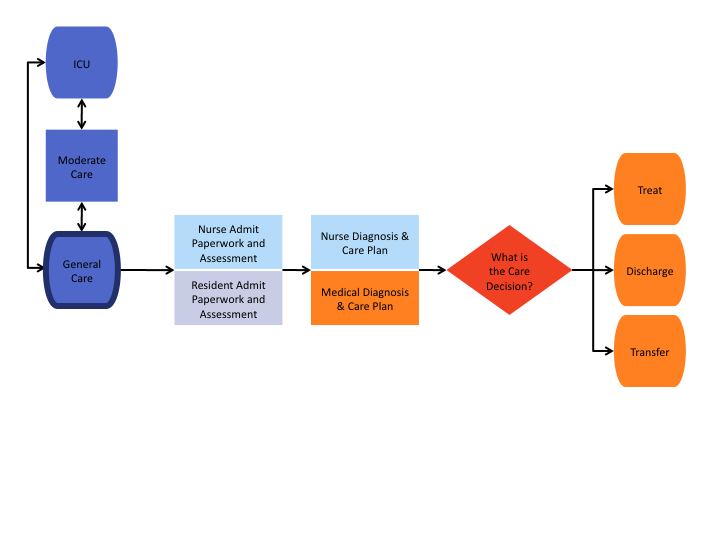 ICU
Moderate
Care
General
Care
Nurse Admit
Paperwork and
Assessment
Resident Admit
Paperwork and
Assessment
Nurse Diagnosis &
Care Plan
Medical Diagnosis
& Care Plan
What is
the Care
Decision?
Treat
Discharge
Transfer